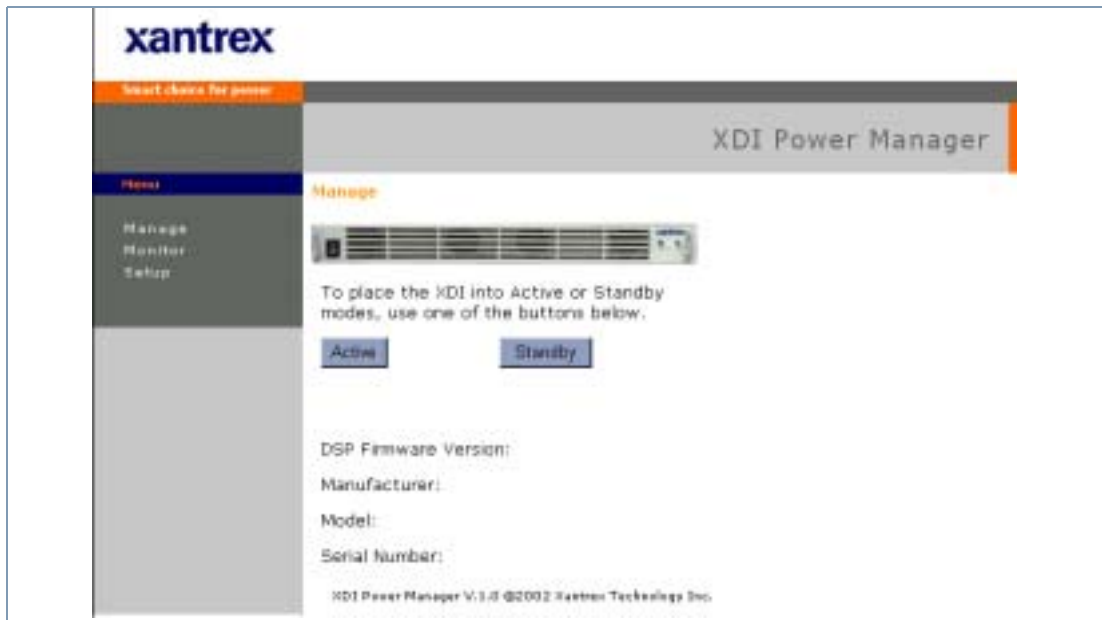 xantrex
Smart choice for power
XDI Power Manager
Menu
Manage
Monitor
Setup
Manage
xantrex
To place the XDI into Active or Standby
modes, use one of the buttons below.
Active
Standby
DSP Firmware Version:
Manufacturer:
Model:
Serial Number:
XDI Power Manager V.1.0 @2002 Xantrex Technology Inc.